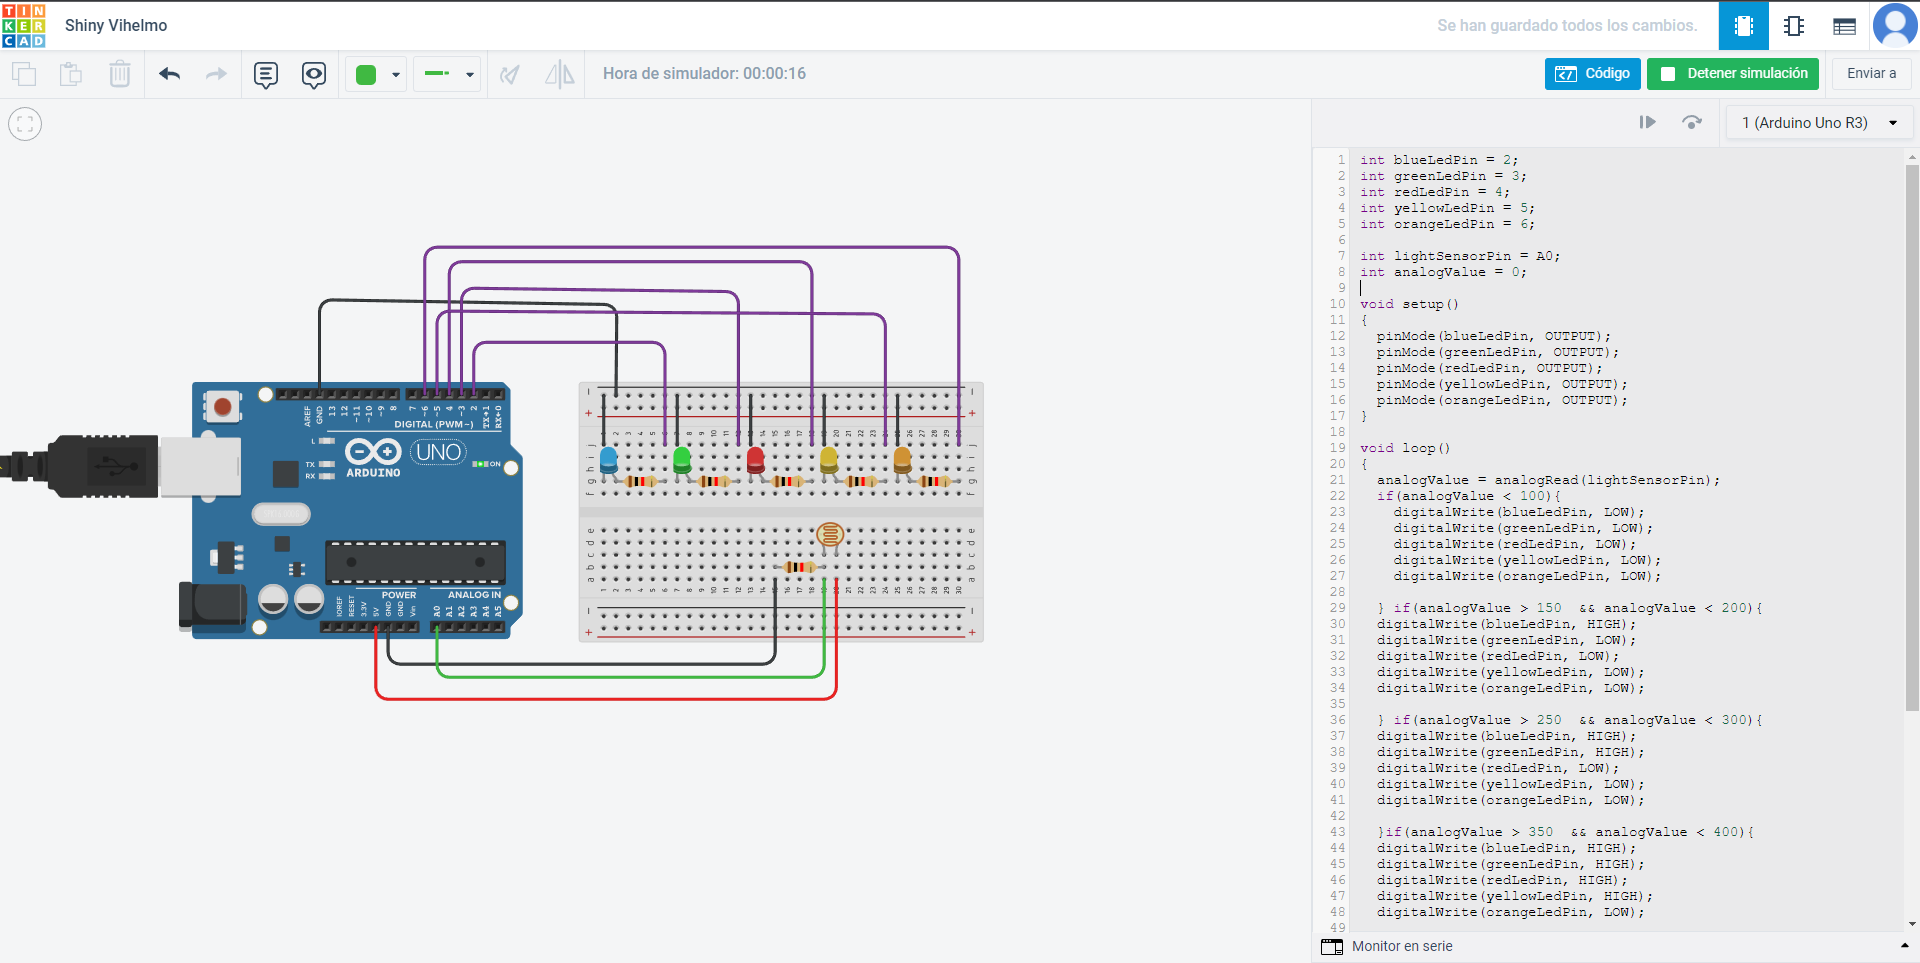 TIN
KER
CAD
Shiny Vihelmo
Se han guardado todos los cambios.
Hora de simulador: 00:00:16
Código
Detener simulación
Enviar a
1 (Arduino Uno R3)
1 int blueLedPin = 2;
2 int greenLedPin = 3;
3 int redLedPin = 4;
4 int yellowLedPin = 5;
5 int orangeLedPin = 6;
6
7 int lightSensorPin = A0;
8 int analogValue = 0;
9
10 void setup()
11 {
12 pinMode(blueLedPin, OUTPUT);
13 pinMode(greenLedPin, OUTPUT);
14 pinMode(redLedPin, OUTPUT);
15 pinMode(yellowLedPin, OUTPUT);
16 pinMode(orangeLedPin, OUTPUT);
17 }
18
19 void loop()
20 {
21 analogValue = analogRead(lightSensorPin);
22 if(analogValue < 100){
23 digitalWrite(blueLedPin, LOW);
24 digitalWrite(greenLedPin, LOW);
25 digitalWrite(redLedPin, LOW);
26 digitalWrite(yellowLedPin, LOW);
27 digitalWrite(orangeLedPin, LOW);
28
29 } if(analogValue > 150  && analogValue < 200){
30 digitalWrite(blueLedPin, HIGH);
31 digitalWrite(greenLedPin, LOW);
32 digitalWrite(redLedPin, LOW);
33 digitalWrite(yellowLedPin, LOW);
34 digitalWrite(orangeLedPin, LOW);
35
36 } if(analogValue > 250  && analogValue < 300){
37 digitalWrite(blueLedPin, HIGH);
38 digitalWrite(greenLedPin, HIGH);
39 digitalWrite(redLedPin, LOW);
40 digitalWrite(yellowLedPin, LOW);
41 digitalWrite(orangeLedPin, LOW);
42
43 }if(analogValue > 350  && analogValue < 400){
44 digitalWrite(blueLedPin, HIGH);
45 digitalWrite(greenLedPin, HIGH);
46 digitalWrite(redLedPin, HIGH);
47 digitalWrite(yellowLedPin, HIGH);
48 digitalWrite(orangeLedPin, LOW);
49
Monitor en serie
AREF GND 13 12 ~11 ~10 ~9 8 7 ~6 ~5 4 ~3 2 TX→1 RX←0
DIGITAL (PWM~)
L
TX
RX
ARDUINO
UNO
ON
POWER
ANALOG IN
IOREF RESET 3.3V 5V GND GND Vin A0 A1 A2 A3 A4 A5